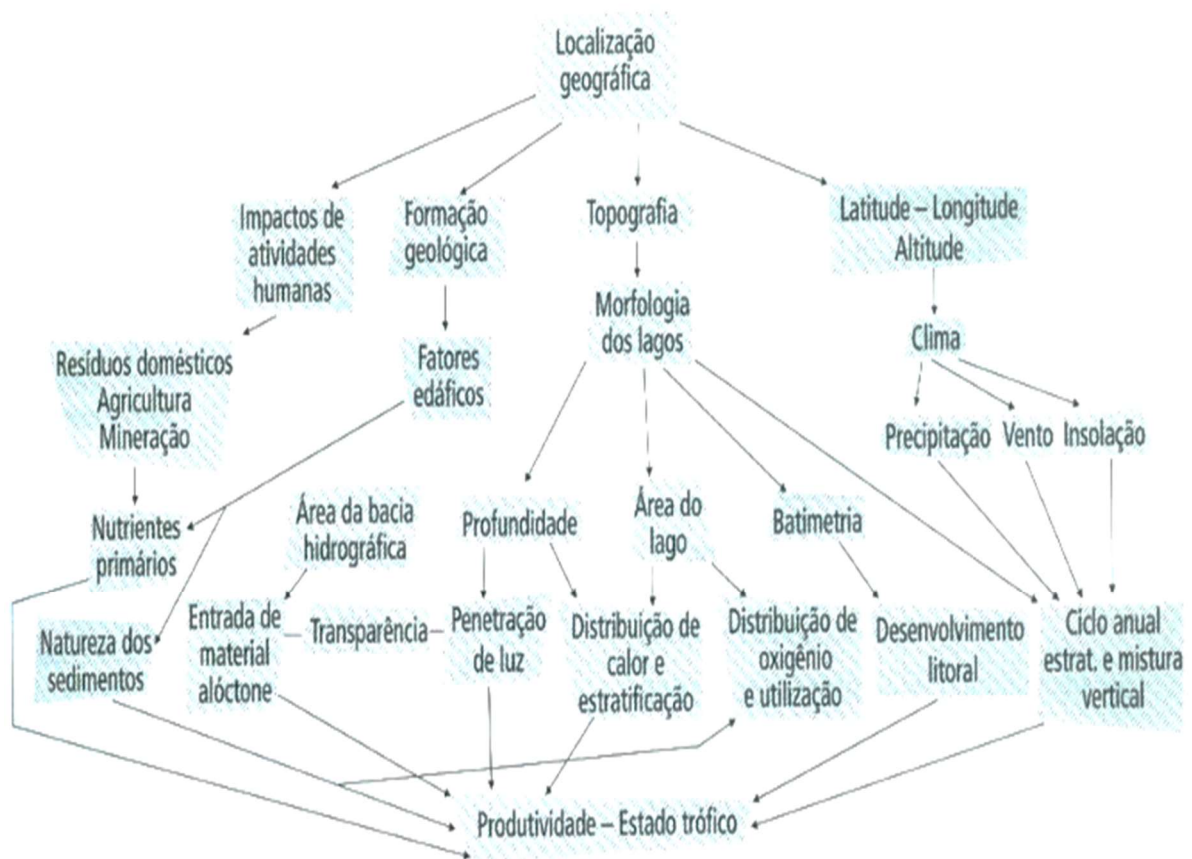 Localização
geográfica
Impactos de
atividades
humanas
Formação
geológica
Topografia
Latitude – Longitude
Altitude
Morfologia
dos lagos
Clima
Resíduos domésticos
Agricultura
Mineração
Fatores
edáficos
Precipitação
Vento
Insolação
Nutrientes
primários
Área da bacia
hidrográfica
Profundidade
Área do
lago
Batimetria
Natureza dos
sedimentos
Entrada de
material
alóctone
Transparência
Penetração
de luz
Distribuição de
calor e
estratificação
Distribuição de
oxigênio
e utilização
Desenvolvimento
litoral
Ciclo anual
estrat. e mistura
vertical
Produtividade – Estado trófico